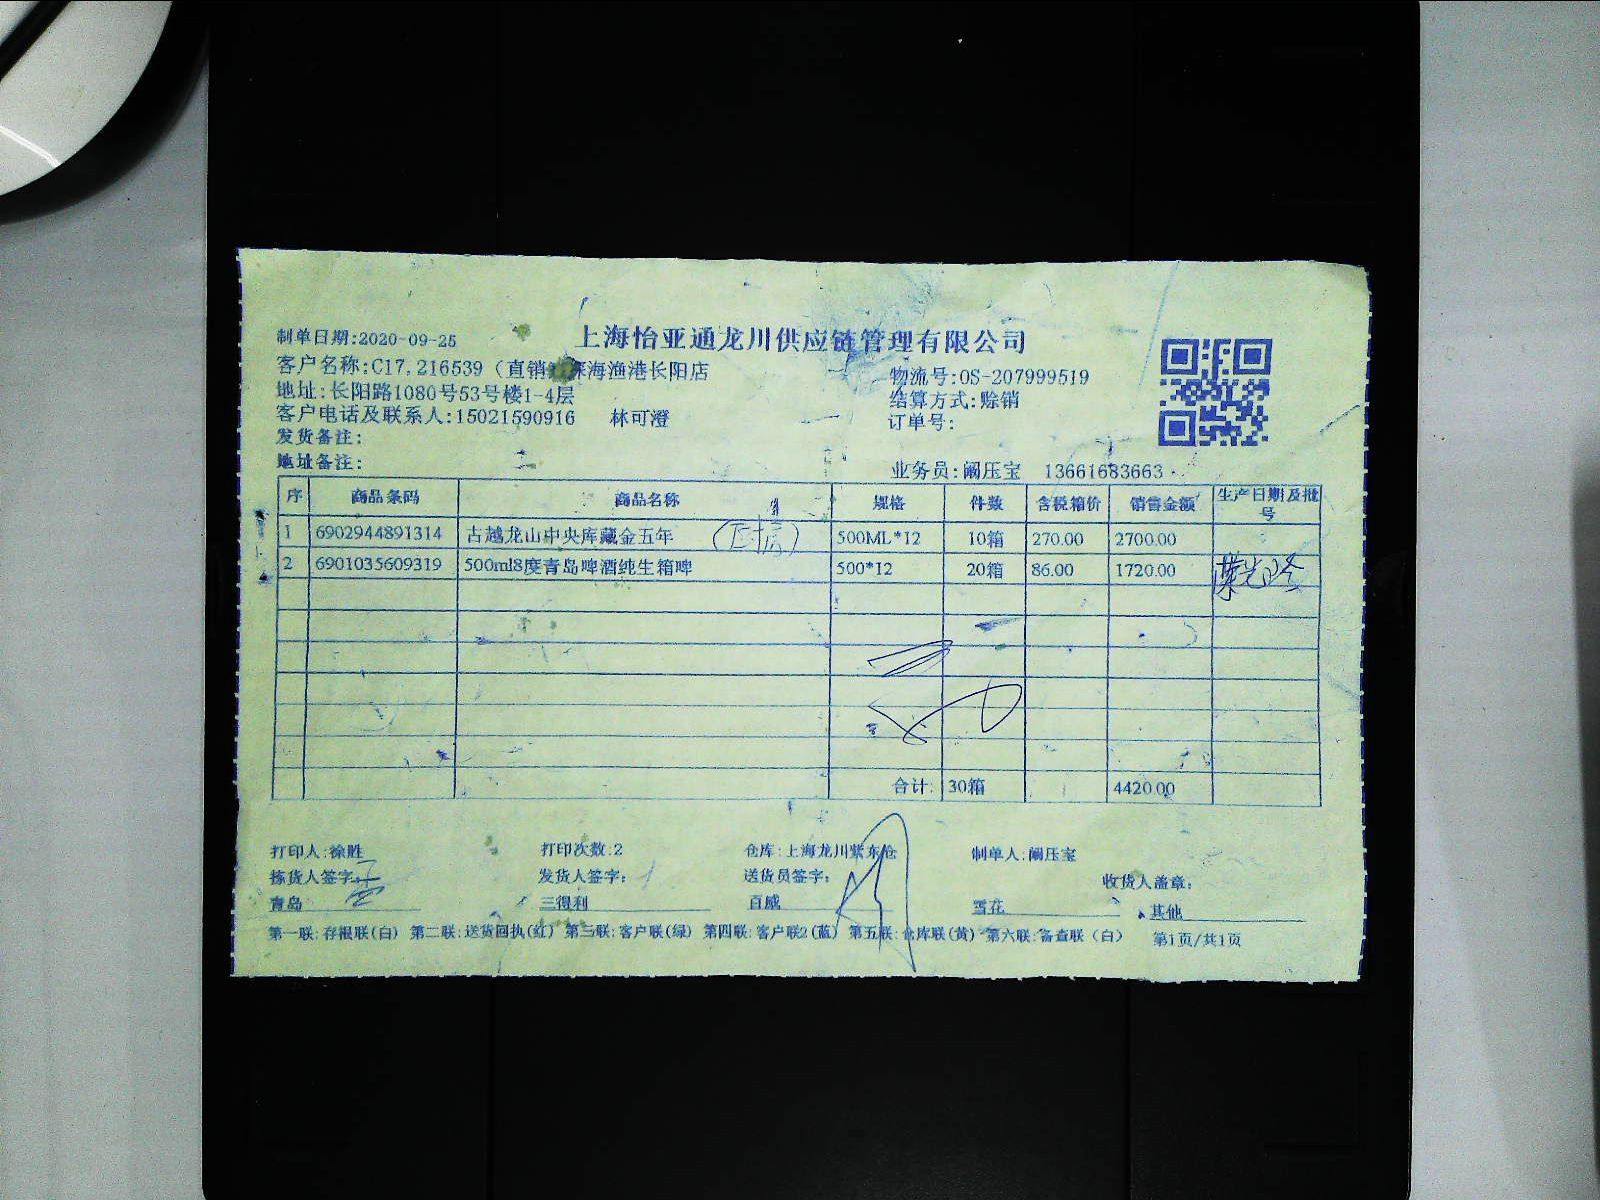 上海怡亚通龙川供应链管理有限公司
制单日期:2020-09-25
客户名称:C17, 216539（直销 深海渔港长阳店
物流号:OS-207999519
地址:长阳路1080号53号楼1-4层
结算方式:赊销
客户电话及联系人:15021590916 林可澄
订单号:
发货备注:
地址备注:
业务员:阚压宝 13661683663
序 商品条码 商品名称 规格 件数 含税箱价 销售金额 生产日期及批号
1 6902944891314 古越龙山中央库藏金五年 500ML*12 10箱 270.00 2700.00
2 6901035609319 500ml8度青岛啤酒纯生箱啤 500*12 20箱 86.00 1720.00
合计: 30箱 4420.00
打印人:徐胜 打印次数:2 仓库:上海龙川紫东仓 制单人:阚压宝
拣货人签字: 发货人签字: 送货员签字: 收货人盖章:
青岛 三得利 百威 雪花 其他
第一联:存根联(白) 第二联:送货回执(红) 第三联:客户联(绿) 第四联:客户联2(蓝) 第五联:仓库联(黄) 第六联:备查联（白） 第1页/共1页